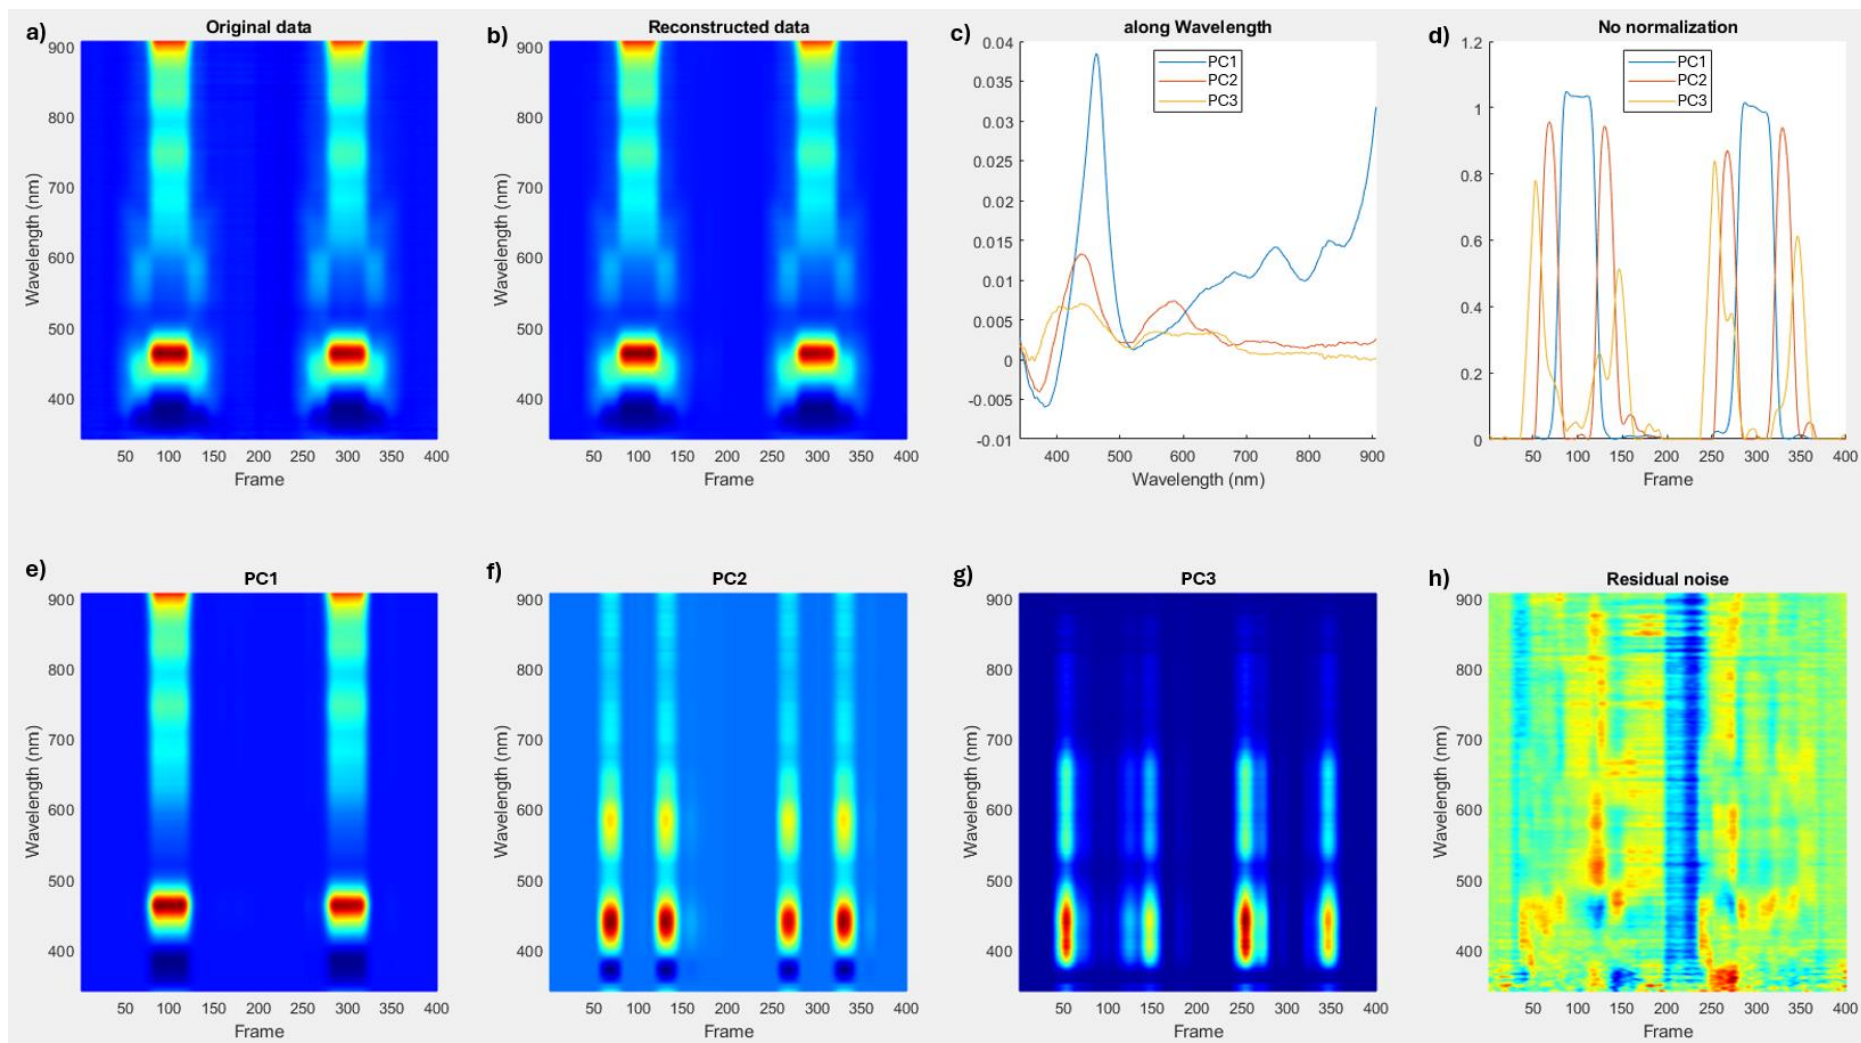 a) Original data
900
800
700
600
500
400
Wavelength (nm)
50 100 150 200 250 300 350 400
Frame
b) Reconstructed data
900
800
700
600
500
400
Wavelength (nm)
50 100 150 200 250 300 350 400
Frame
c) along Wavelength
PC1
PC2
PC3
0.04
0.035
0.03
0.025
0.02
0.015
0.01
0.005
0
-0.005
-0.01
400 500 600 700 800 900
Wavelength (nm)
d) No normalization
PC1
PC2
PC3
1.2
1
0.8
0.6
0.4
0.2
0
50 100 150 200 250 300 350 400
Frame
e) PC1
900
800
700
600
500
400
Wavelength (nm)
50 100 150 200 250 300 350 400
Frame
f) PC2
900
800
700
600
500
400
Wavelength (nm)
50 100 150 200 250 300 350 400
Frame
g) PC3
900
800
700
600
500
400
Wavelength (nm)
50 100 150 200 250 300 350 400
Frame
h) Residual noise
900
800
700
600
500
400
Wavelength (nm)
50 100 150 200 250 300 350 400
Frame